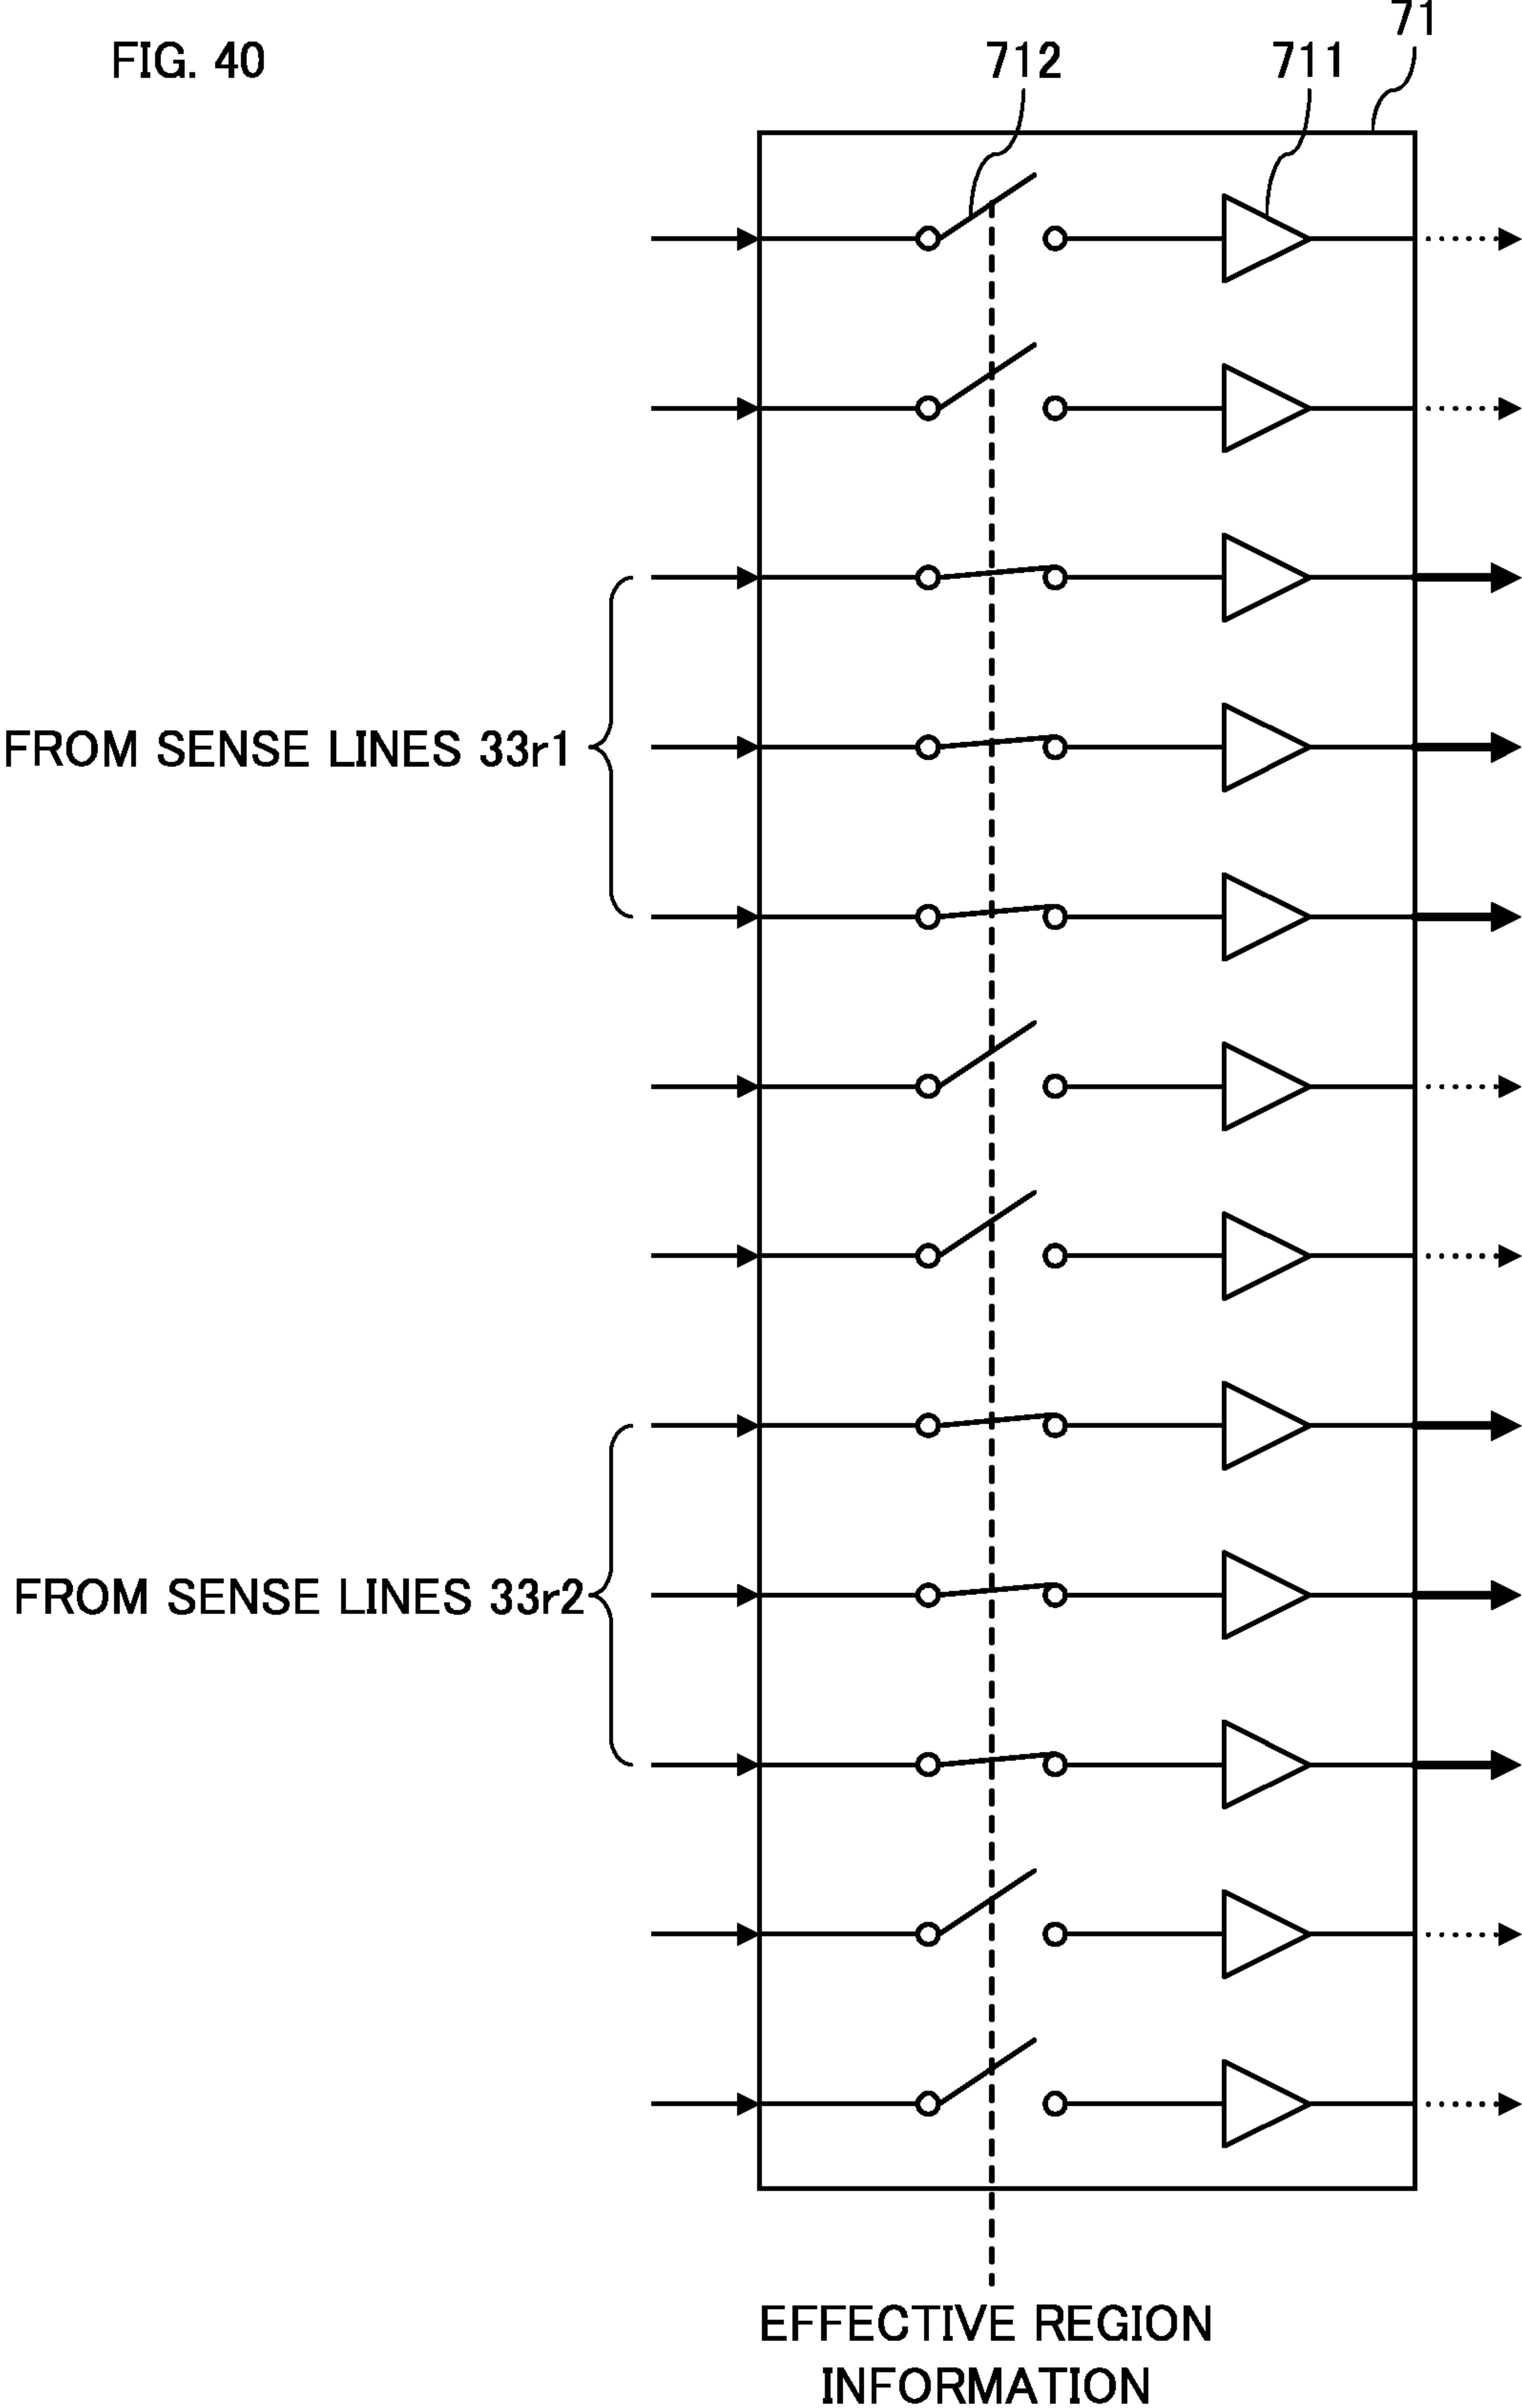 FIG. 40
712
711
71
FROM SENSE LINES 33r1
FROM SENSE LINES 33r2
EFFECTIVE REGION
INFORMATION